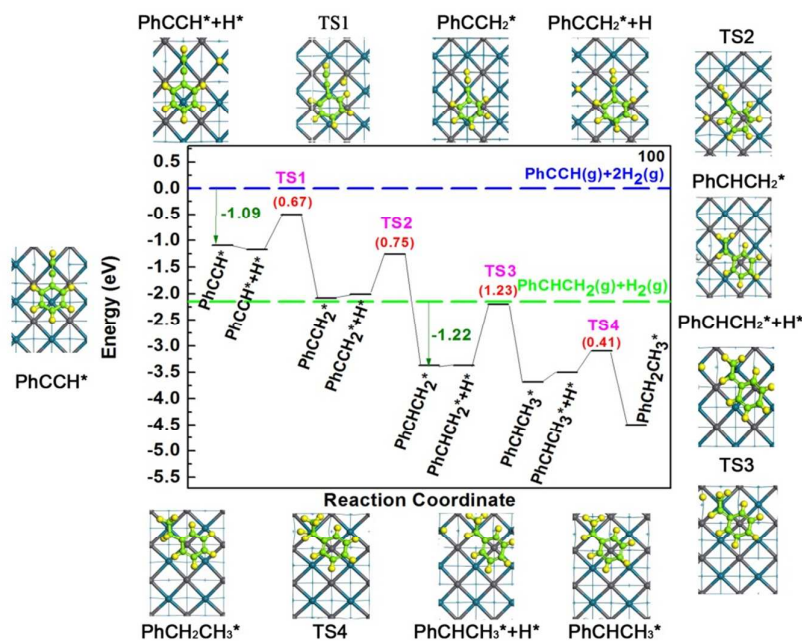 PhCCH*+H*
TS1
PhCCH₂*
PhCCH₂*+H
TS2
PhCHCH₂*
PhCHCH₂*+H*
TS3
PhCCH*
PhCH₂CH₃*
TS4
PhCHCH₃*+H*
PhCHCH₃*
Energy (eV)
0.5
0.0
-0.5
-1.0
-1.5
-2.0
-2.5
-3.0
-3.5
-4.0
-4.5
-5.0
-5.5
100
PhCCH(g)+2H₂(g)
TS1
(0.67)
-1.09
TS2
(0.75)
TS3
(1.23)
PhCHCH₂(g)+H₂(g)
-1.22
TS4
(0.41)
PhCCH*
PhCCH*+H*
PhCCH₂*
PhCCH₂*+H*
PhCHCH₂*
PhCHCH₂*+H*
PhCHCH₃*
PhCHCH₃*+H*
PhCH₂CH₃*
Reaction Coordinate